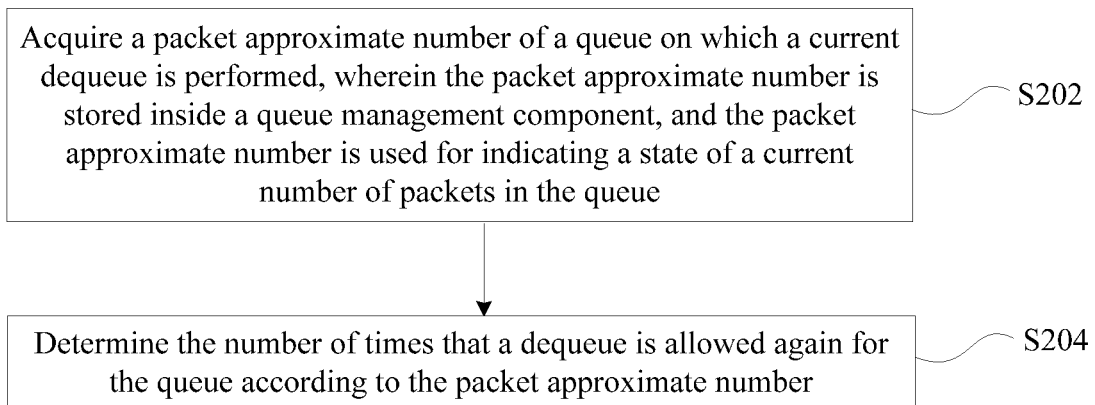 Acquire a packet approximate number of a queue on which a current
dequeue is performed, wherein the packet approximate number is
stored inside a queue management component, and the packet
approximate number is used for indicating a state of a current
number of packets in the queue
S202
Determine the number of times that a dequeue is allowed again for
the queue according to the packet approximate number
S204